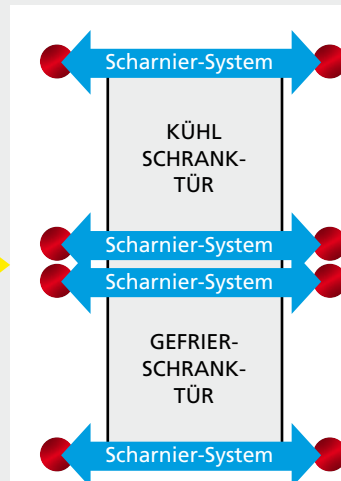 Scharnier-System
KÜHL
SCHRANK-
TÜR
Scharnier-System
Scharnier-System
GEFRIER-
SCHRANK-
TÜR
Scharnier-System